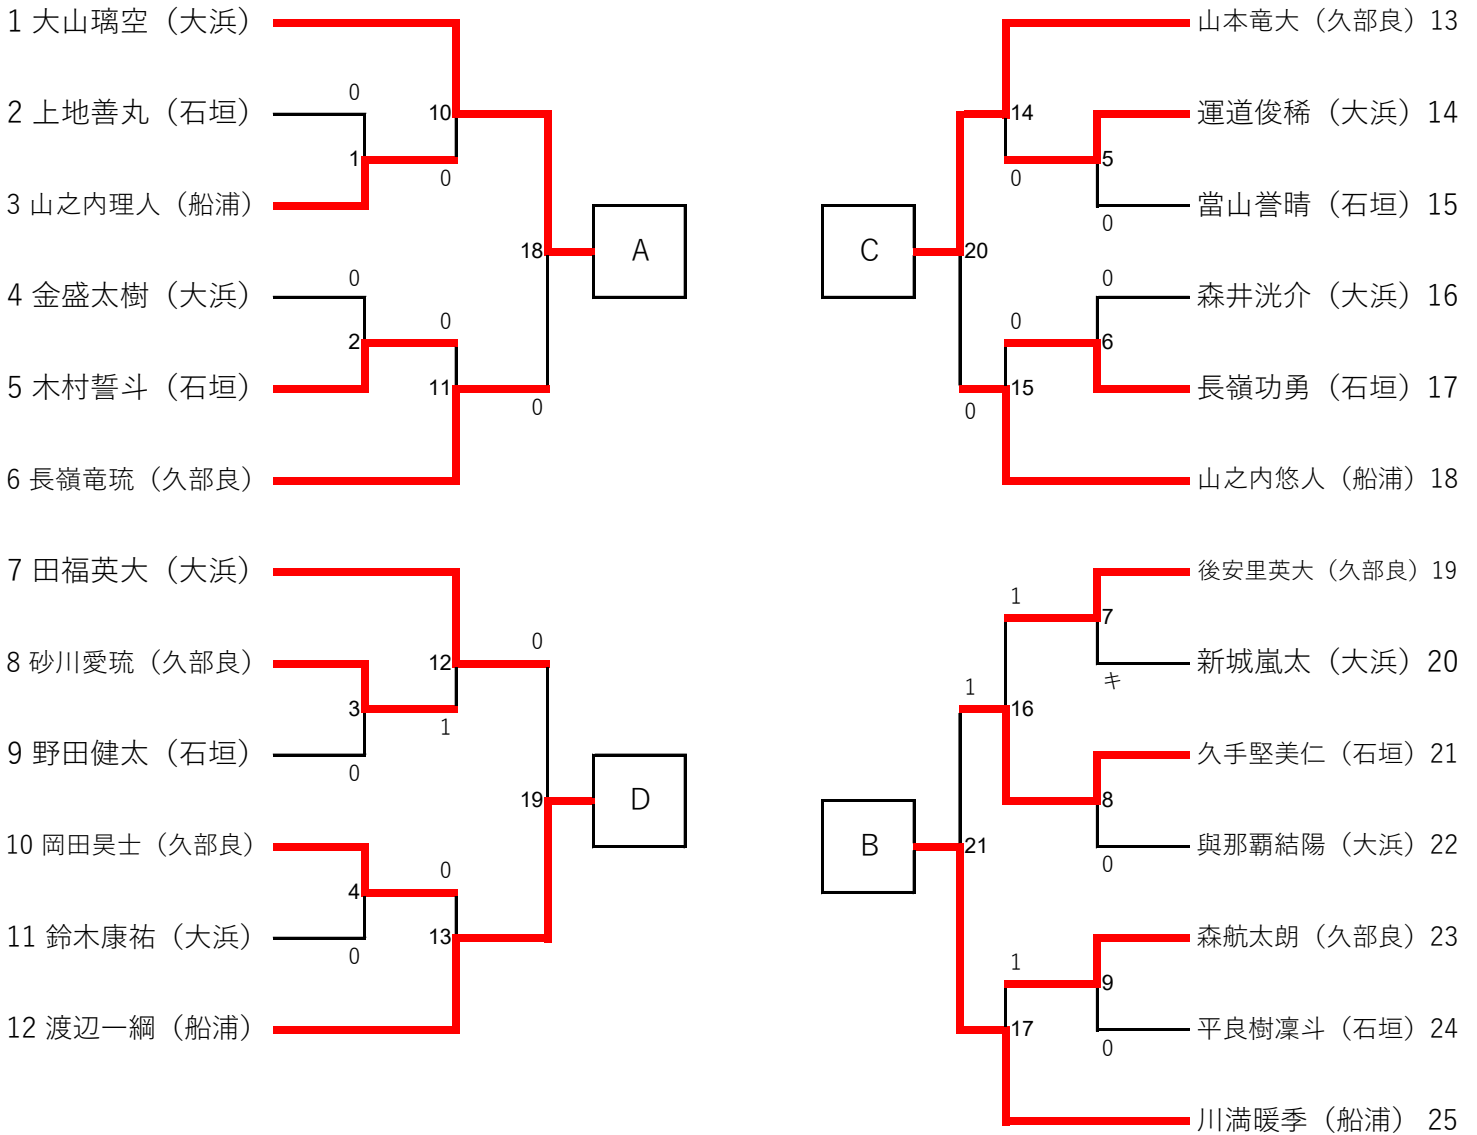 1 大山璃空（大浜）
0
2 上地善丸（石垣）
10
1
0
3 山之内理人（船浦）
18
A
0
4 金盛太樹（大浜）
0
2
5 木村誓斗（石垣）
11
0
6 長嶺竜琉（久部良）
7 田福英大（大浜）
0
8 砂川愛琉（久部良）
12
3
1
9 野田健太（石垣）
0
19
D
10 岡田昊士（久部良）
0
4
11 鈴木康祐（大浜）
13
0
12 渡辺一綱（船浦）
山本竜大（久部良）13
14
運道俊稀（大浜）14
5
0
當山誉晴（石垣）15
0
C
20
0
森井洸介（大浜）16
0
6
15
長嶺功勇（石垣）17
0
山之内悠人（船浦）18
後安里英大（久部良）19
1
7
新城嵐太（大浜）20
キ
1
16
久手堅美仁（石垣）21
8
B
21
與那覇結陽（大浜）22
0
森航太朗（久部良）23
1
9
17
平良樹凜斗（石垣）24
0
川満暖季（船浦）25